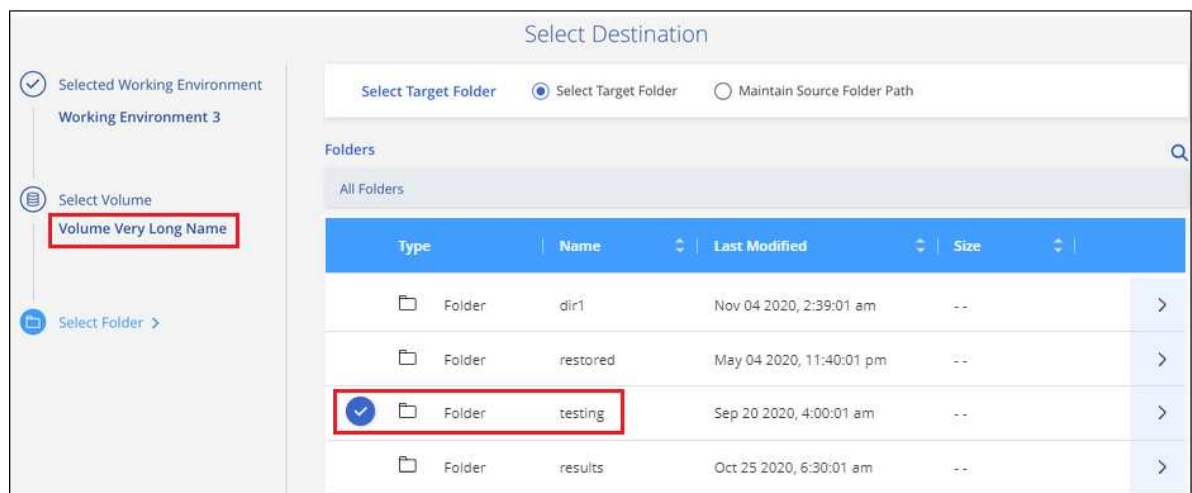 Select Destination
Selected Working Environment
Working Environment 3
Select Volume
Volume Very Long Name
Select Folder >
Select Target Folder Select Target Folder Maintain Source Folder Path
Folders
All Folders
Type Name Last Modified Size
Folder dir1 Nov 04 2020, 2:39:01 am --
Folder restored May 04 2020, 11:40:01 pm --
Folder testing Sep 20 2020, 4:00:01 am --
Folder results Oct 25 2020, 6:30:01 am --